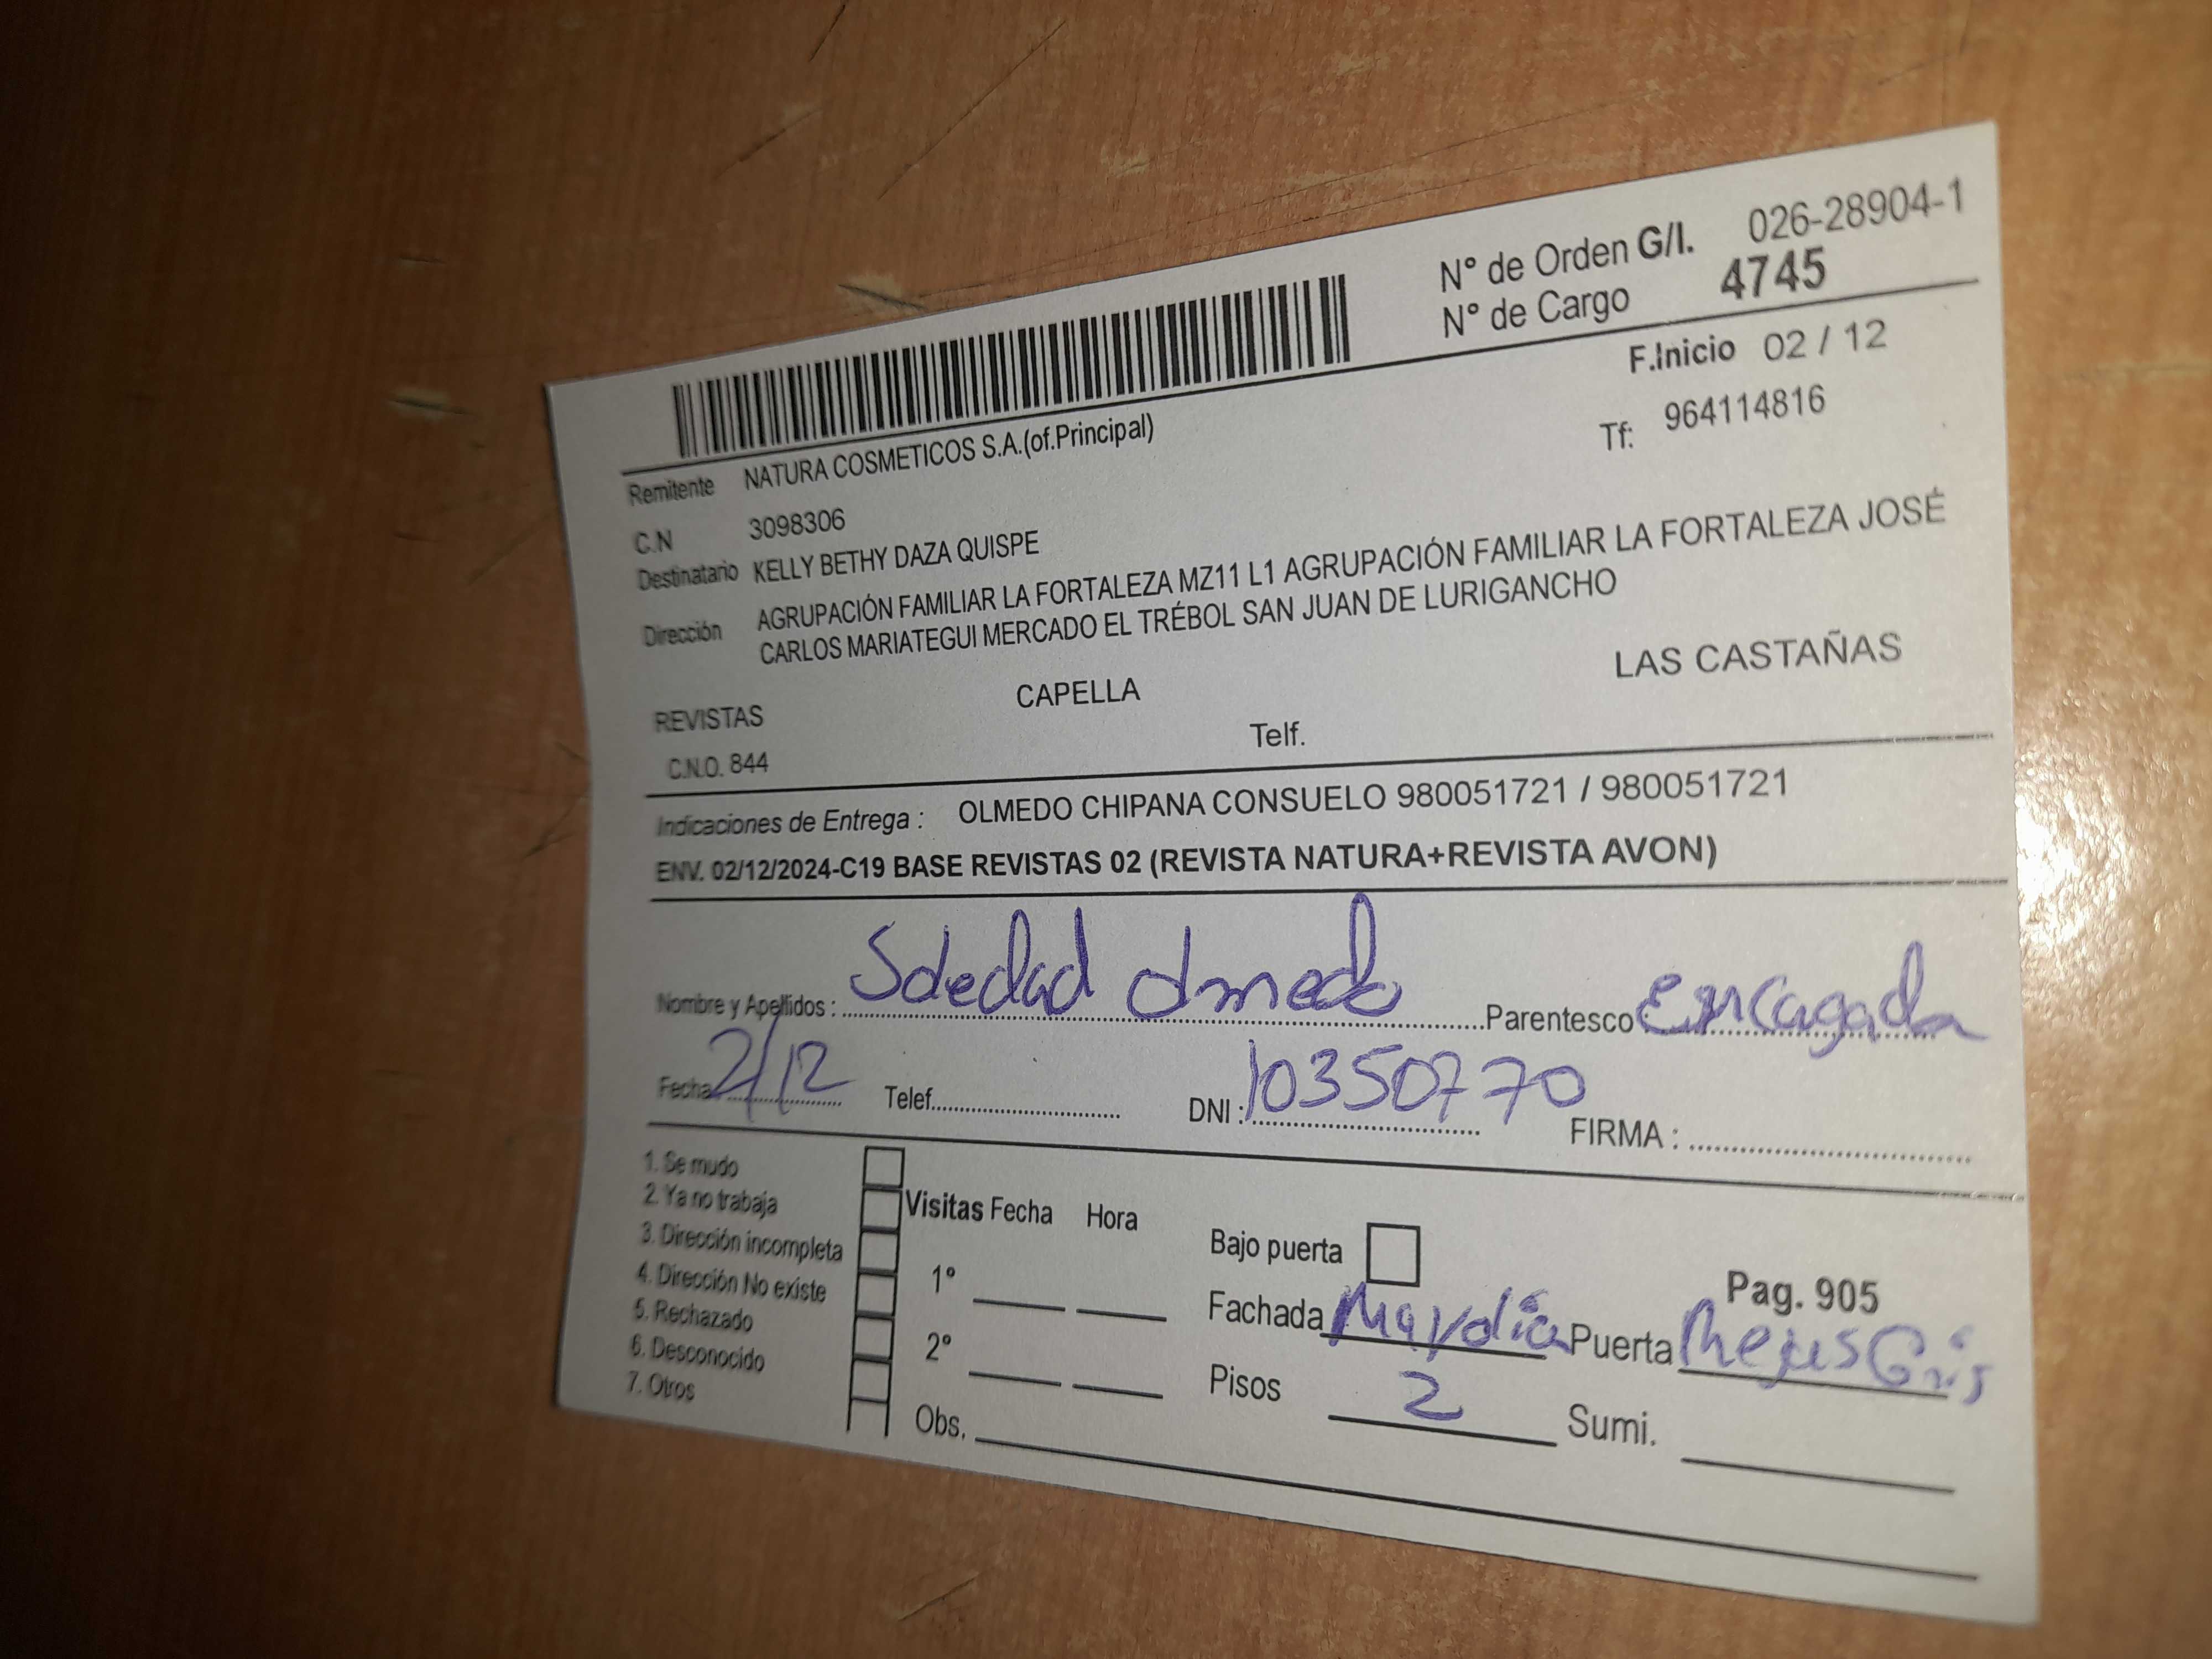 N° de Orden G/I. 026-28904-1
N° de Cargo 4745
F.Inicio 02 / 12
Remitente NATURA COSMETICOS S.A.(of.Principal)
Tf: 964114816
C.N 3098306
Destinatario KELLY BETHY DAZA QUISPE
Dirección AGRUPACIÓN FAMILIAR LA FORTALEZA MZ11 L1 AGRUPACIÓN FAMILIAR LA FORTALEZA JOSÉ
CARLOS MARIATEGUI MERCADO EL TRÉBOL SAN JUAN DE LURIGANCHO
REVISTAS CAPELLA LAS CASTAÑAS
C.N.O. 844 Telf.
Indicaciones de Entrega : OLMEDO CHIPANA CONSUELO 980051721 / 980051721
ENV. 02/12/2024-C19 BASE REVISTAS 02 (REVISTA NATURA+REVISTA AVON)
Nombre y Apellidos : Soledad Olmedo Parentesco Encagada
Fecha 2/12 Telef. DNI : 10350770 FIRMA :
1. Se mudo
2. Ya no trabaja
3. Dirección incompleta
4. Dirección No existe
5. Rechazado
6. Desconocido
7. Otros
Visitas Fecha Hora
1°
2°
Obs.
Bajo puerta
Pag. 905
Fachada Puerta
Pisos 2 Sumi.